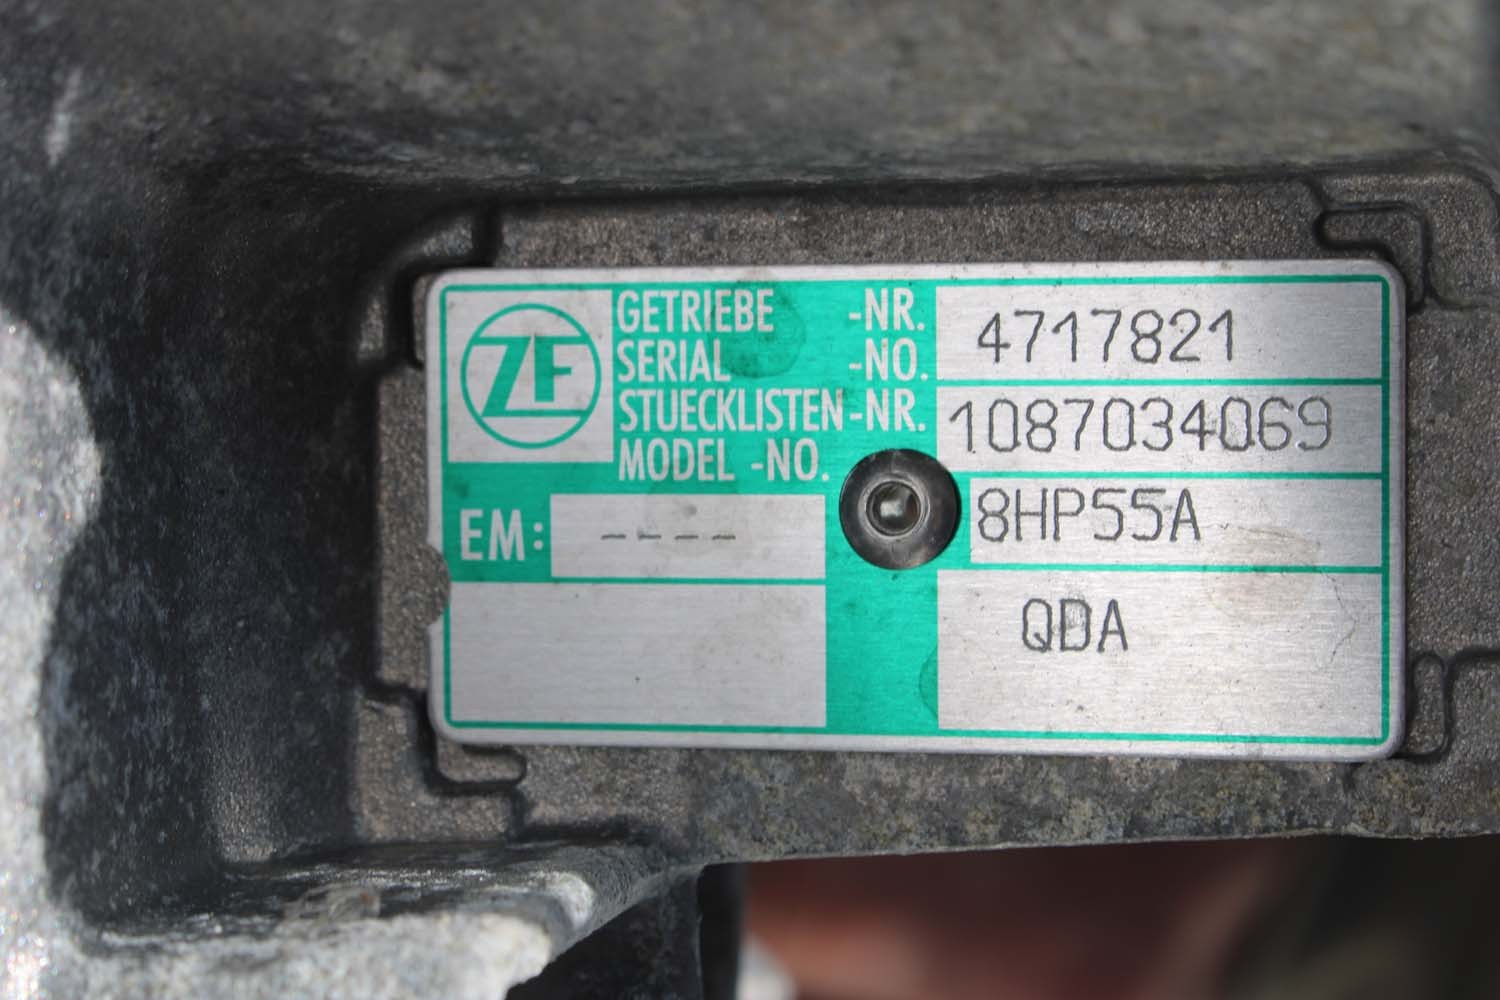 ZF
GETRIEBE -NR. 4717821
SERIAL -NO.
STUECKLISTEN-NR. 1087034069
MODEL -NO.
8HP55A
EM: ----
QDA